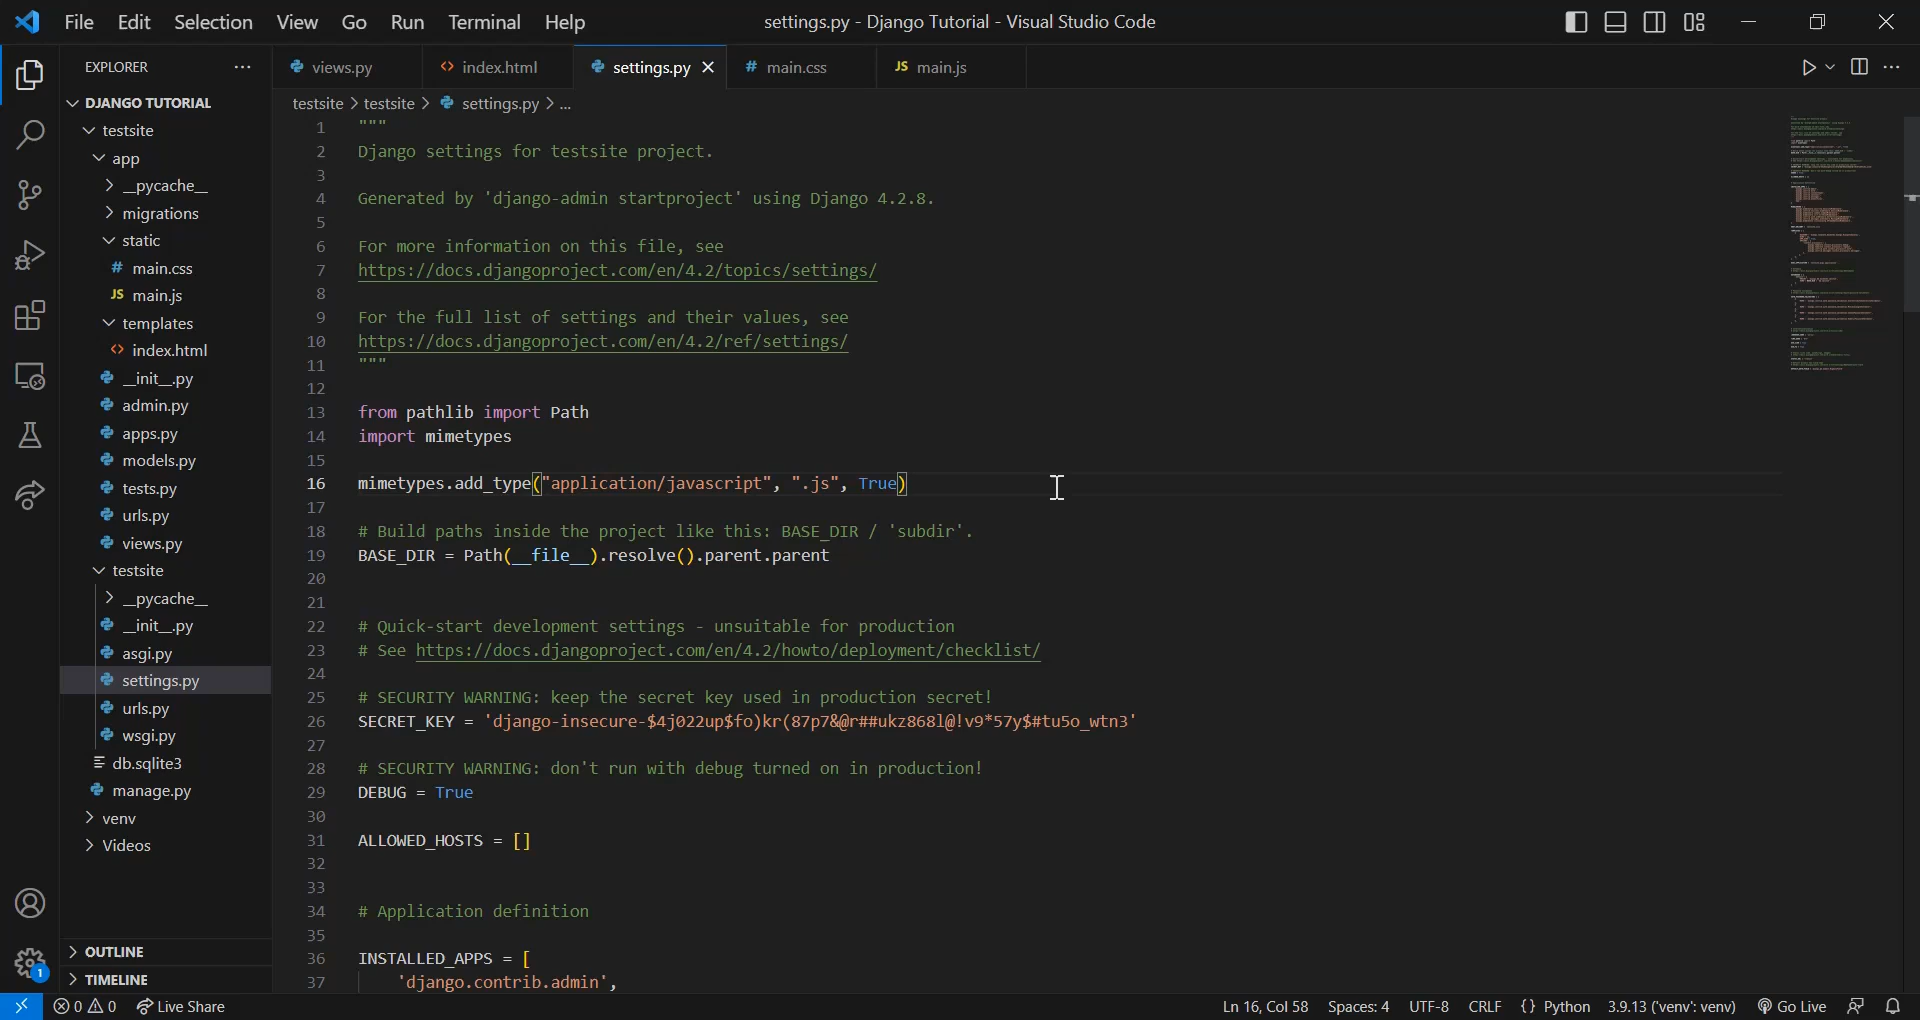 File Edit Selection View Go Run Terminal Help
settings.py - Django Tutorial - Visual Studio Code
EXPLORER
views.py index.html settings.py main.css main.js
DJANGO TUTORIAL
testsite
app
__pycache__
migrations
static
main.css
JS main.js
templates
index.html
__init__.py
admin.py
apps.py
models.py
tests.py
urls.py
views.py
testsite
__pycache__
__init__.py
asgi.py
settings.py
urls.py
wsgi.py
db.sqlite3
manage.py
venv
Videos
OUTLINE
TIMELINE
testsite > testsite > settings.py > ...
1 """
2 Django settings for testsite project.
3
4 Generated by 'django-admin startproject' using Django 4.2.8.
5
6 For more information on this file, see
7 https://docs.djangoproject.com/en/4.2/topics/settings/
8
9 For the full list of settings and their values, see
10 https://docs.djangoproject.com/en/4.2/ref/settings/
11 """
12
13 from pathlib import Path
14 import mimetypes
15
16 mimetypes.add_type("application/javascript", ".js", True)
17
18 # Build paths inside the project like this: BASE_DIR / 'subdir'.
19 BASE_DIR = Path(__file__).resolve().parent.parent
20
21
22 # Quick-start development settings - unsuitable for production
23 # See https://docs.djangoproject.com/en/4.2/howto/deployment/checklist/
24
25 # SECURITY WARNING: keep the secret key used in production secret!
26 SECRET_KEY = 'django-insecure-$4j022up$fo)kr(87p7&@r##ukz868l@!v9*57y$#tu5o_wtn3'
27
28 # SECURITY WARNING: don't run with debug turned on in production!
29 DEBUG = True
30
31 ALLOWED_HOSTS = []
32
33
34 # Application definition
35
36 INSTALLED_APPS = [
37 'django.contrib.admin',
1
0 0 Live Share Ln 16, Col 58 Spaces: 4 UTF-8 CRLF {} Python 3.9.13 ('venv': venv) Go Live